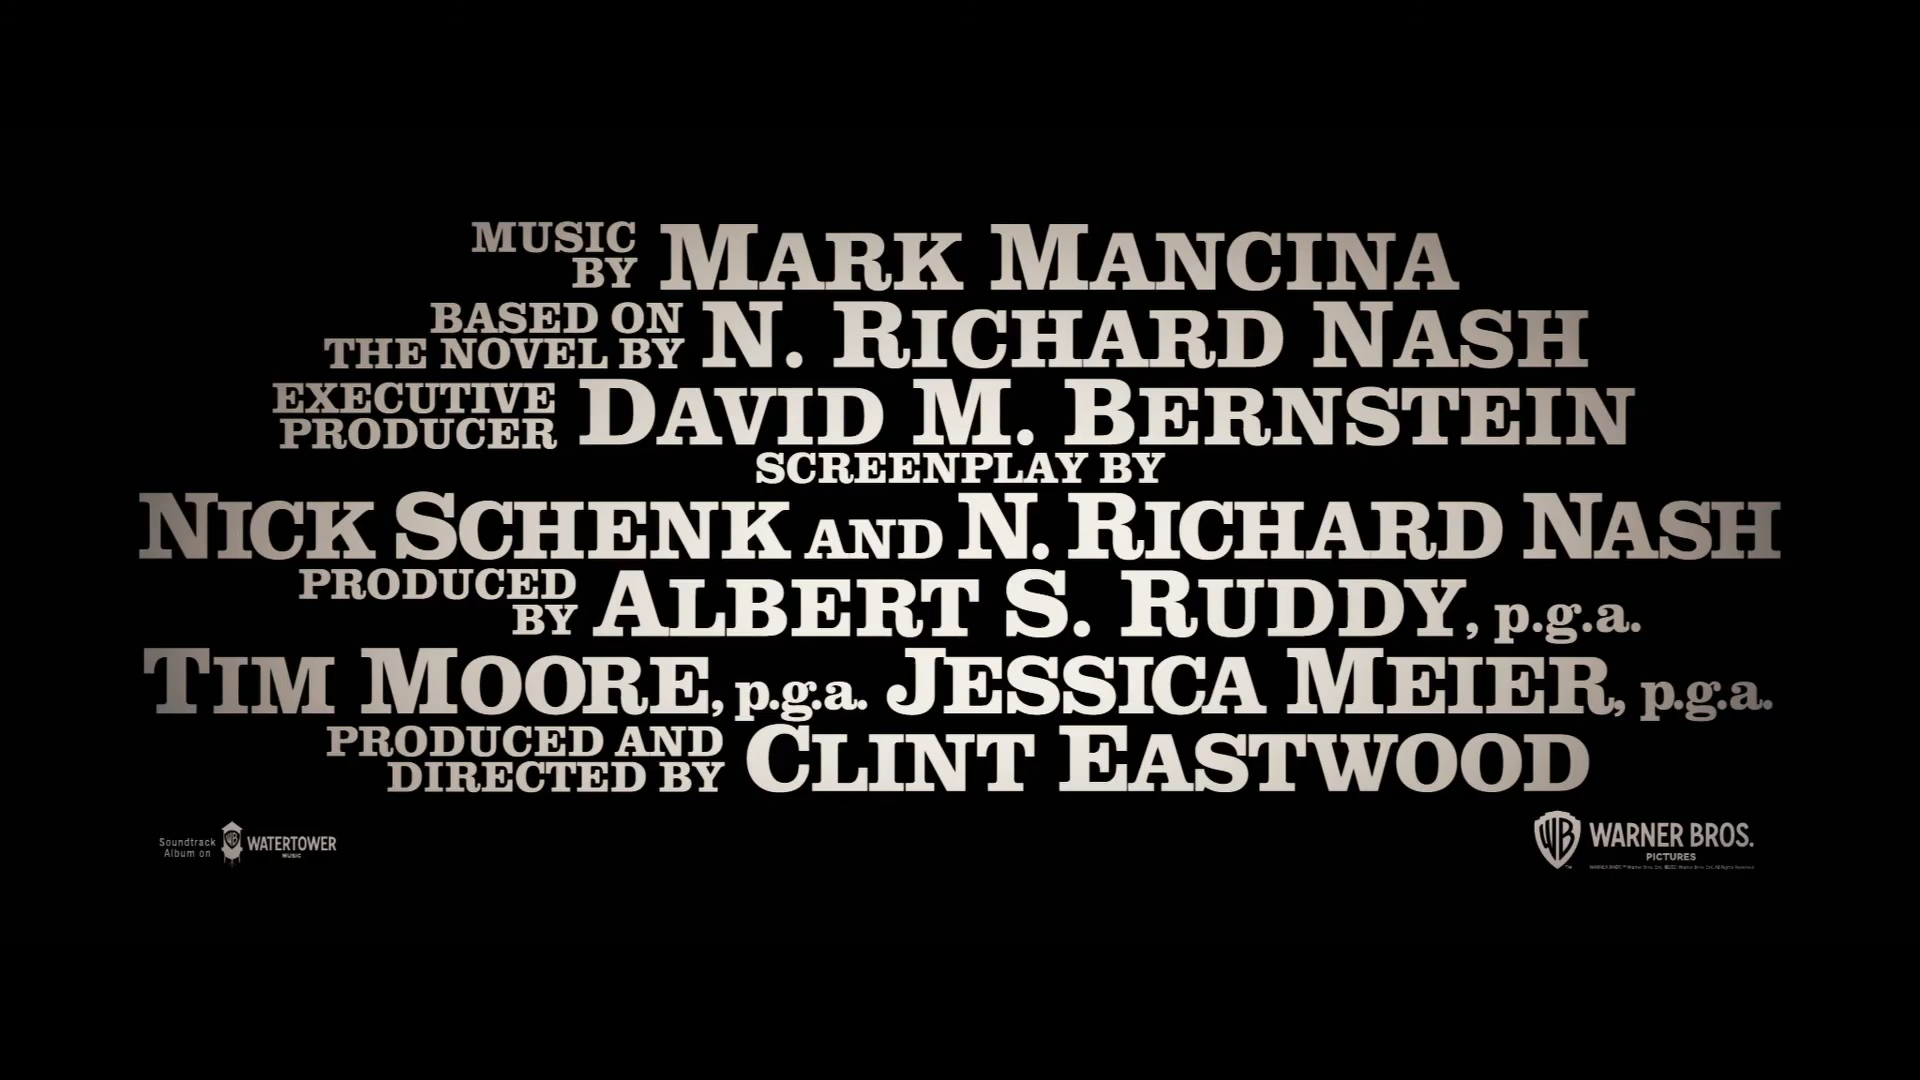 MUSIC BY MARK MANCINA
BASED ON THE NOVEL BY N. RICHARD NASH
EXECUTIVE PRODUCER DAVID M. BERNSTEIN
SCREENPLAY BY
NICK SCHENK AND N. RICHARD NASH
PRODUCED BY ALBERT S. RUDDY, p.g.a.
TIM MOORE, p.g.a. JESSICA MEIER, p.g.a.
PRODUCED AND DIRECTED BY CLINT EASTWOOD
Soundtrack Album on WB WATERTOWER MUSIC
WB WARNER BROS. PICTURES